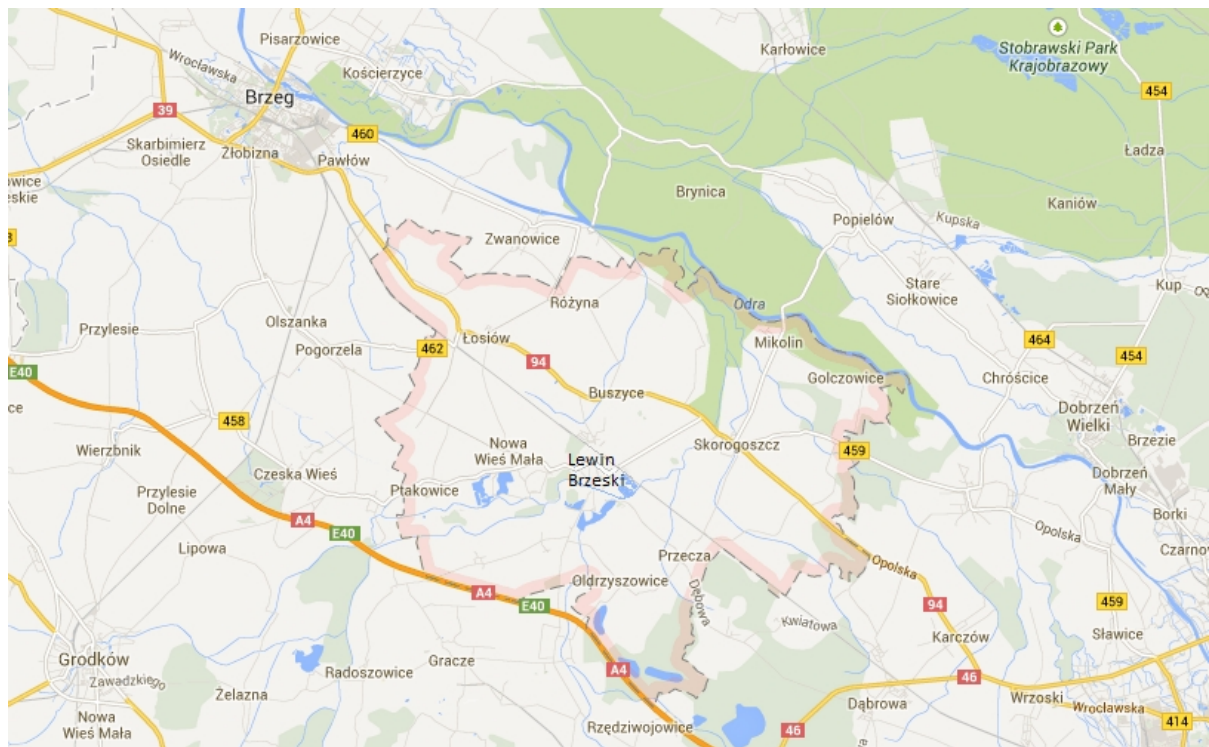 Pisarzowice
Karłowice
Stobrawski Park
Krajobrazowy
Wrocławska
Kościerzyce
454
Brzeg
39
460
Skarbimierz
Osiedle
Żłobizna
Pawłów
Ładza
owice
eskie
Brynica
Kaniów
Popielów
Kupska
Zwanowice
Stare
Siołkowice
Kup
Różyna
Odra
Olszanka
Przylesie
Łosiów
Mikolin
464
Pogorzela
462
454
94
E40
Golczowice
Chróścice
Buszyce
ce
Dobrzeń
Wielki
458
Nowa
Wieś Mała
Skorogoszcz
459
Brzezie
Wierzbnik
Lewin
Brzeski
Czeska Wieś
Dobrzeń
Mały
Ptakowice
Przylesie
Dolne
Borki
A4
E40
Opolska
Lipowa
Przecza
Opolska
Czarnow
Oldrzyszowice
A4
E40
Dębowa
94
459
Kwiatowa
Karczów
Sławice
Grodków
Gracze
Radoszowice
A4
46
Zawadzkiego
Żelazna
Wrzoski
Dąbrowa
Wrocławska
Nowa
Wieś Mała
Rzędziwojowice
46
414